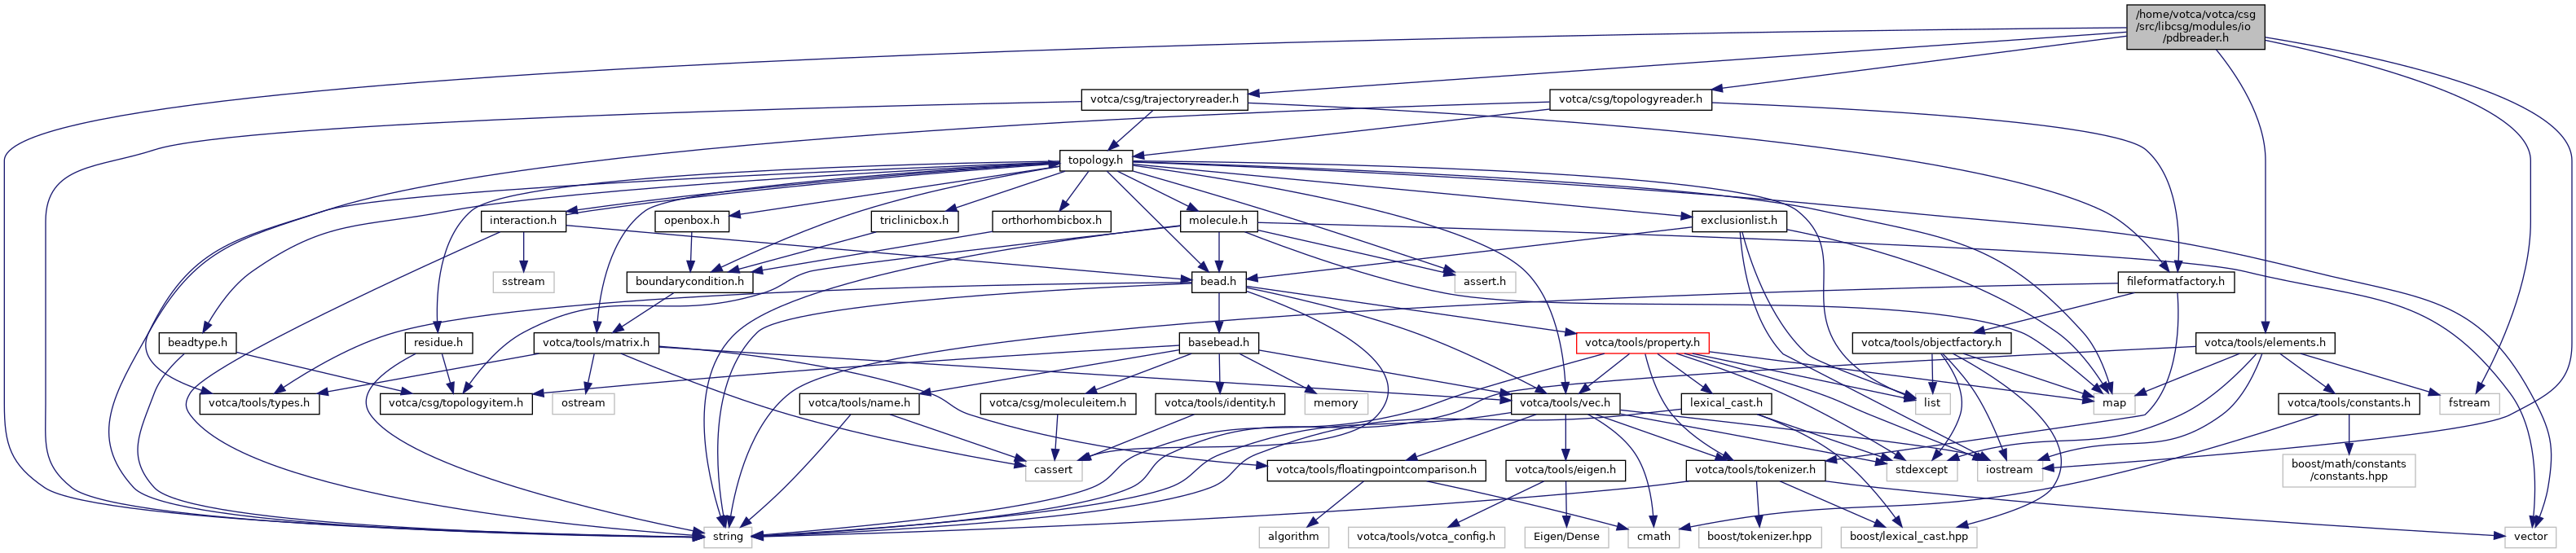 /home/votca/votca/csg
/src/libcsg/modules/io
/pdbreader.h
votca/csg/trajectoryreader.h
votca/csg/topologyreader.h
topology.h
interaction.h
openbox.h
triclinicbox.h
orthorhombicbox.h
molecule.h
exclusionlist.h
sstream
boundarycondition.h
bead.h
assert.h
fileformatfactory.h
beadtype.h
residue.h
votca/tools/matrix.h
basebead.h
votca/tools/property.h
votca/tools/objectfactory.h
votca/tools/elements.h
votca/tools/types.h
votca/csg/topologyitem.h
ostream
votca/tools/name.h
votca/csg/moleculeitem.h
votca/tools/identity.h
memory
votca/tools/vec.h
lexical_cast.h
list
map
votca/tools/constants.h
fstream
cassert
votca/tools/floatingpointcomparison.h
votca/tools/eigen.h
votca/tools/tokenizer.h
stdexcept
iostream
boost/math/constants
/constants.hpp
string
algorithm
votca/tools/votca_config.h
Eigen/Dense
cmath
boost/tokenizer.hpp
boost/lexical_cast.hpp
vector